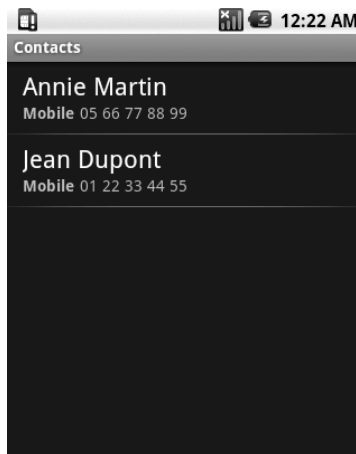 12:22 AM
Contacts
Annie Martin
Mobile 05 66 77 88 99
Jean Dupont
Mobile 01 22 33 44 55